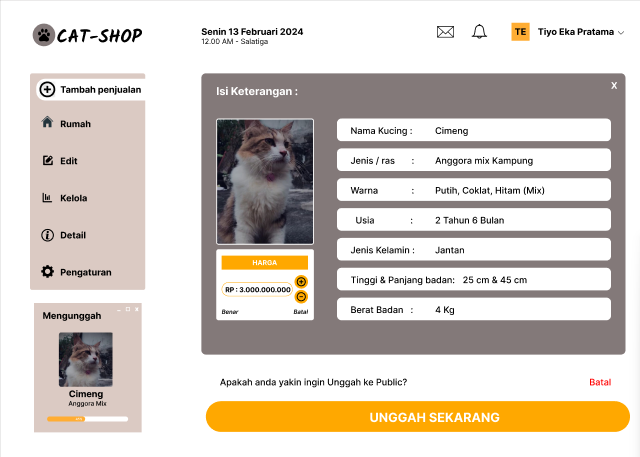 CAT-SHOP
Senin 13 Februari 2024
12.00 AM - Salatiga
TE
Tiyo Eka Pratama
Tambah penjualan
Rumah
Edit
Kelola
Detail
Pengaturan
Mengunggah
Cimeng
Anggora Mix
Isi Keterangan :
X
Nama Kucing : Cimeng
Jenis / ras : Anggora mix Kampung
Warna : Putih, Coklat, Hitam (Mix)
Usia : 2 Tahun 6 Bulan
Jenis Kelamin : Jantan
Tinggi & Panjang badan: 25 cm & 45 cm
Berat Badan : 4 Kg
HARGA
RP : 3.000.000.000
Benar Batal
Apakah anda yakin ingin Unggah ke Public? Batal
UNGGAH SEKARANG